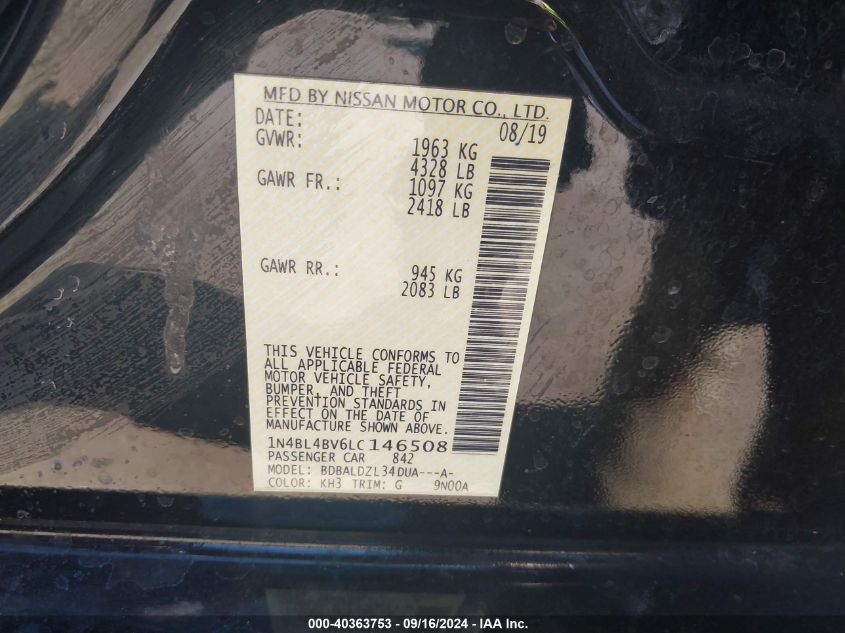 MFD BY NISSAN MOTOR CO., LTD.
DATE: 08/19
GVWR: 1963 KG
4328 LB
GAWR FR.: 1097 KG
2418 LB
GAWR RR.: 945 KG
2083 LB
THIS VEHICLE CONFORMS TO
ALL APPLICABLE FEDERAL
MOTOR VEHICLE SAFETY,
BUMPER, AND THEFT
PREVENTION STANDARDS IN
EFFECT ON THE DATE OF
MANUFACTURE SHOWN ABOVE.
1N4BL4BV6LC146508
PASSENGER CAR 842
MODEL: BDBALDZL34DUA---A-
COLOR: KH3 TRIM: G 9N00A
000-40363753 - 09/16/2024 - IAA Inc.